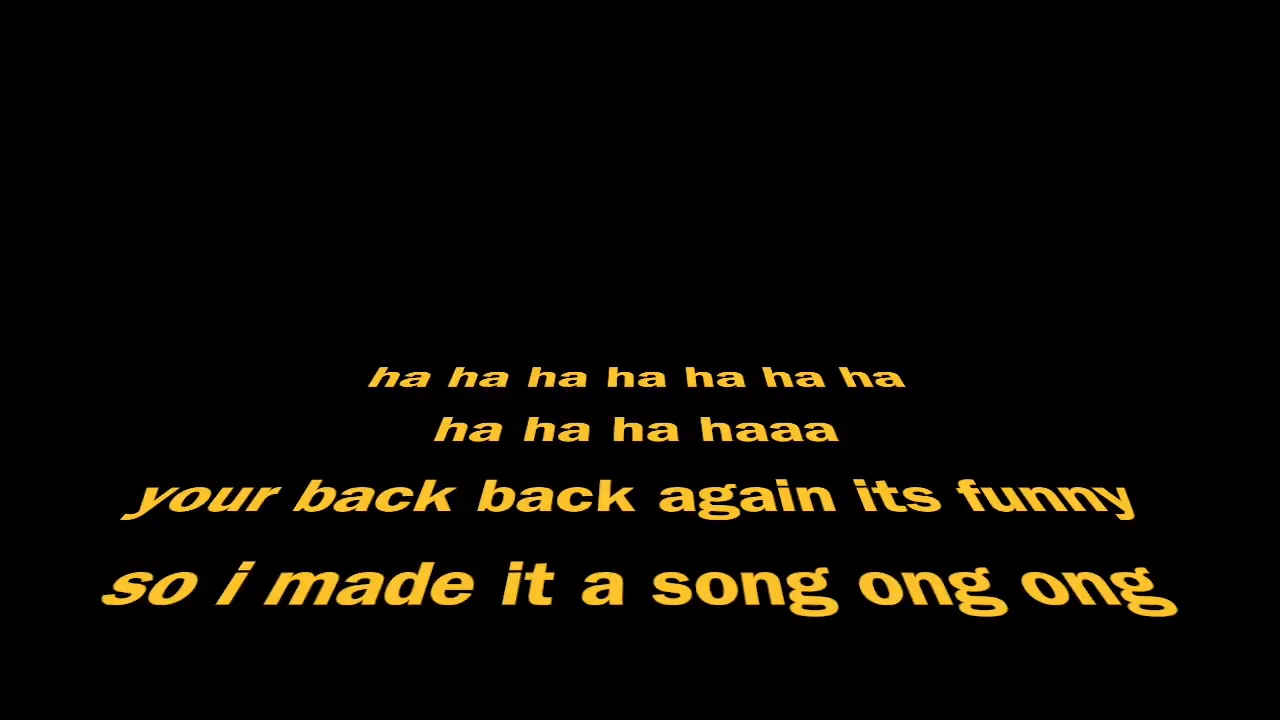 ha ha ha ha ha ha ha
ha ha ha haaa
your back back again its funny
so i made it a song ong ong